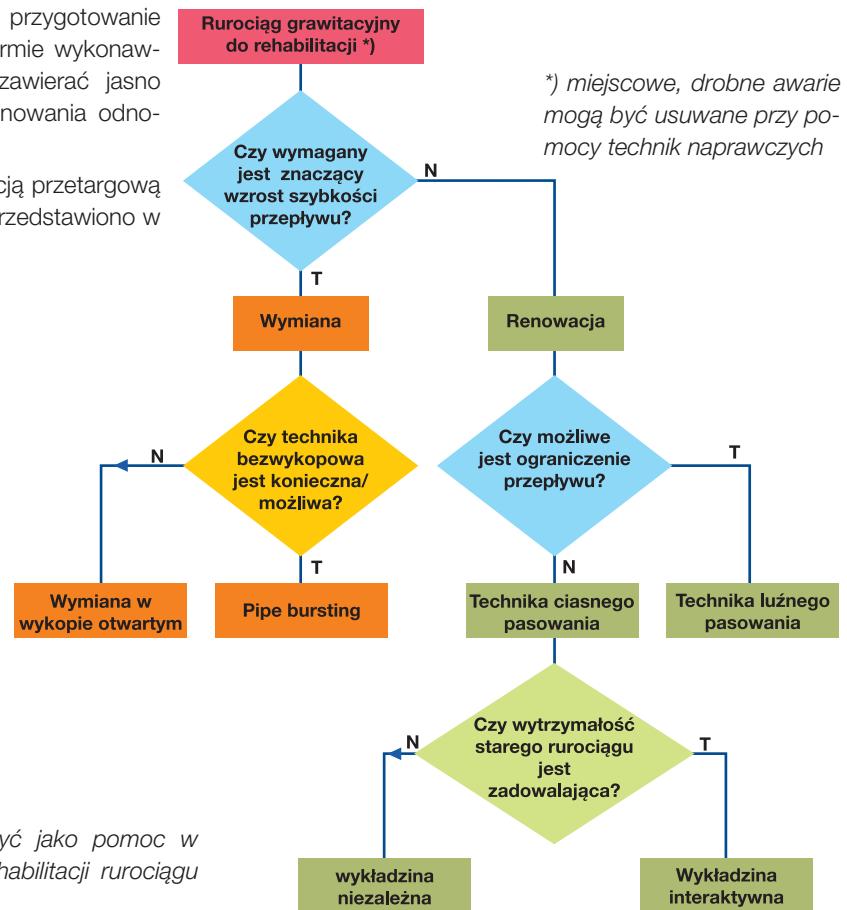 przygotowanie
ermie wykonaw-
zawierać jasno
nowania odno-
cją przetargową
rzedstawiono w
Rurociąg grawitacyjny
do rehabilitacji *)
*) miejscowe, drobne awarie
mogą być usuwane przy po-
mocy technik naprawczych
Czy wymagany
jest znaczący
wzrost szybkości
przepływu?
N
T
Wymiana
Renowacja
Czy technika
bezwykopowa
jest konieczna/
możliwa?
N
T
Czy możliwe
jest ograniczenie
przepływu?
T
N
Wymiana w
wykopie otwartym
Pipe bursting
Technika ciasnego
pasowania
Technika luźnego
pasowania
Czy wytrzymałość
starego rurociągu
jest
zadowalająca?
N
T
yć jako pomoc w
habilitacji rurociągu
wykładzina
niezależna
Wykładzina
interaktywna